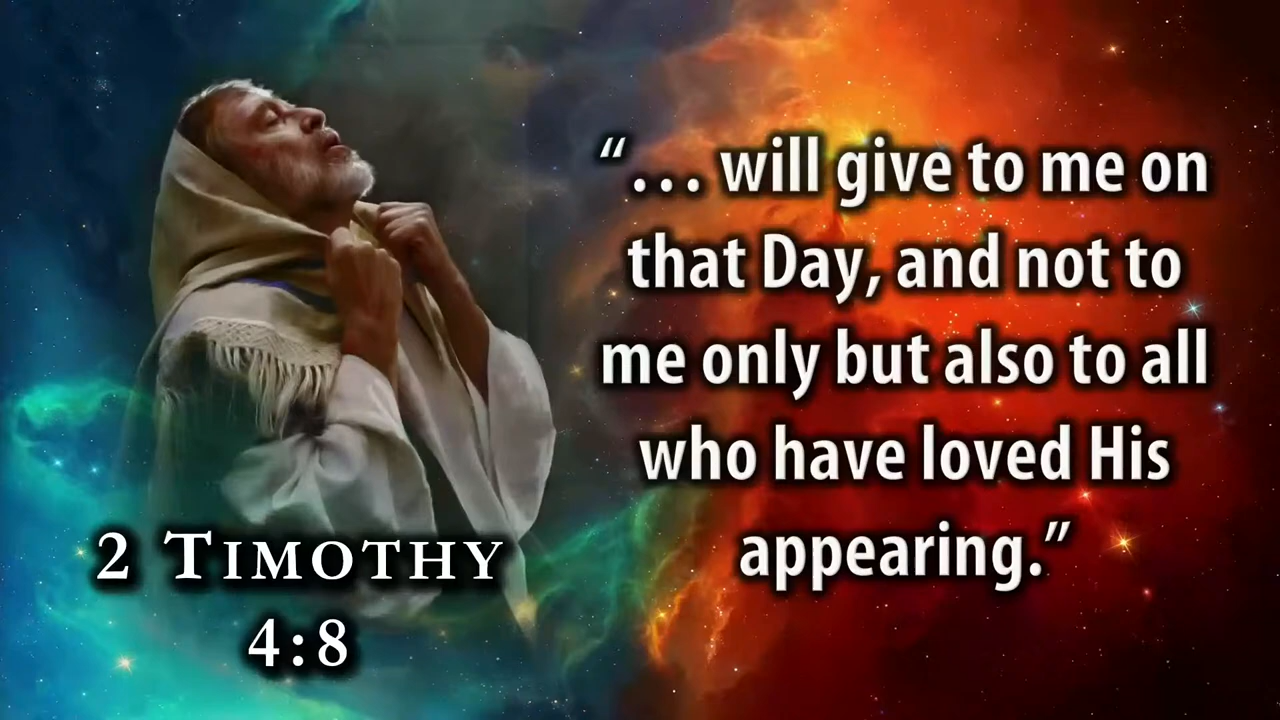 “... will give to me on
that Day, and not to
me only but also to all
who have loved His
appearing.”
2 TIMOTHY
4:8